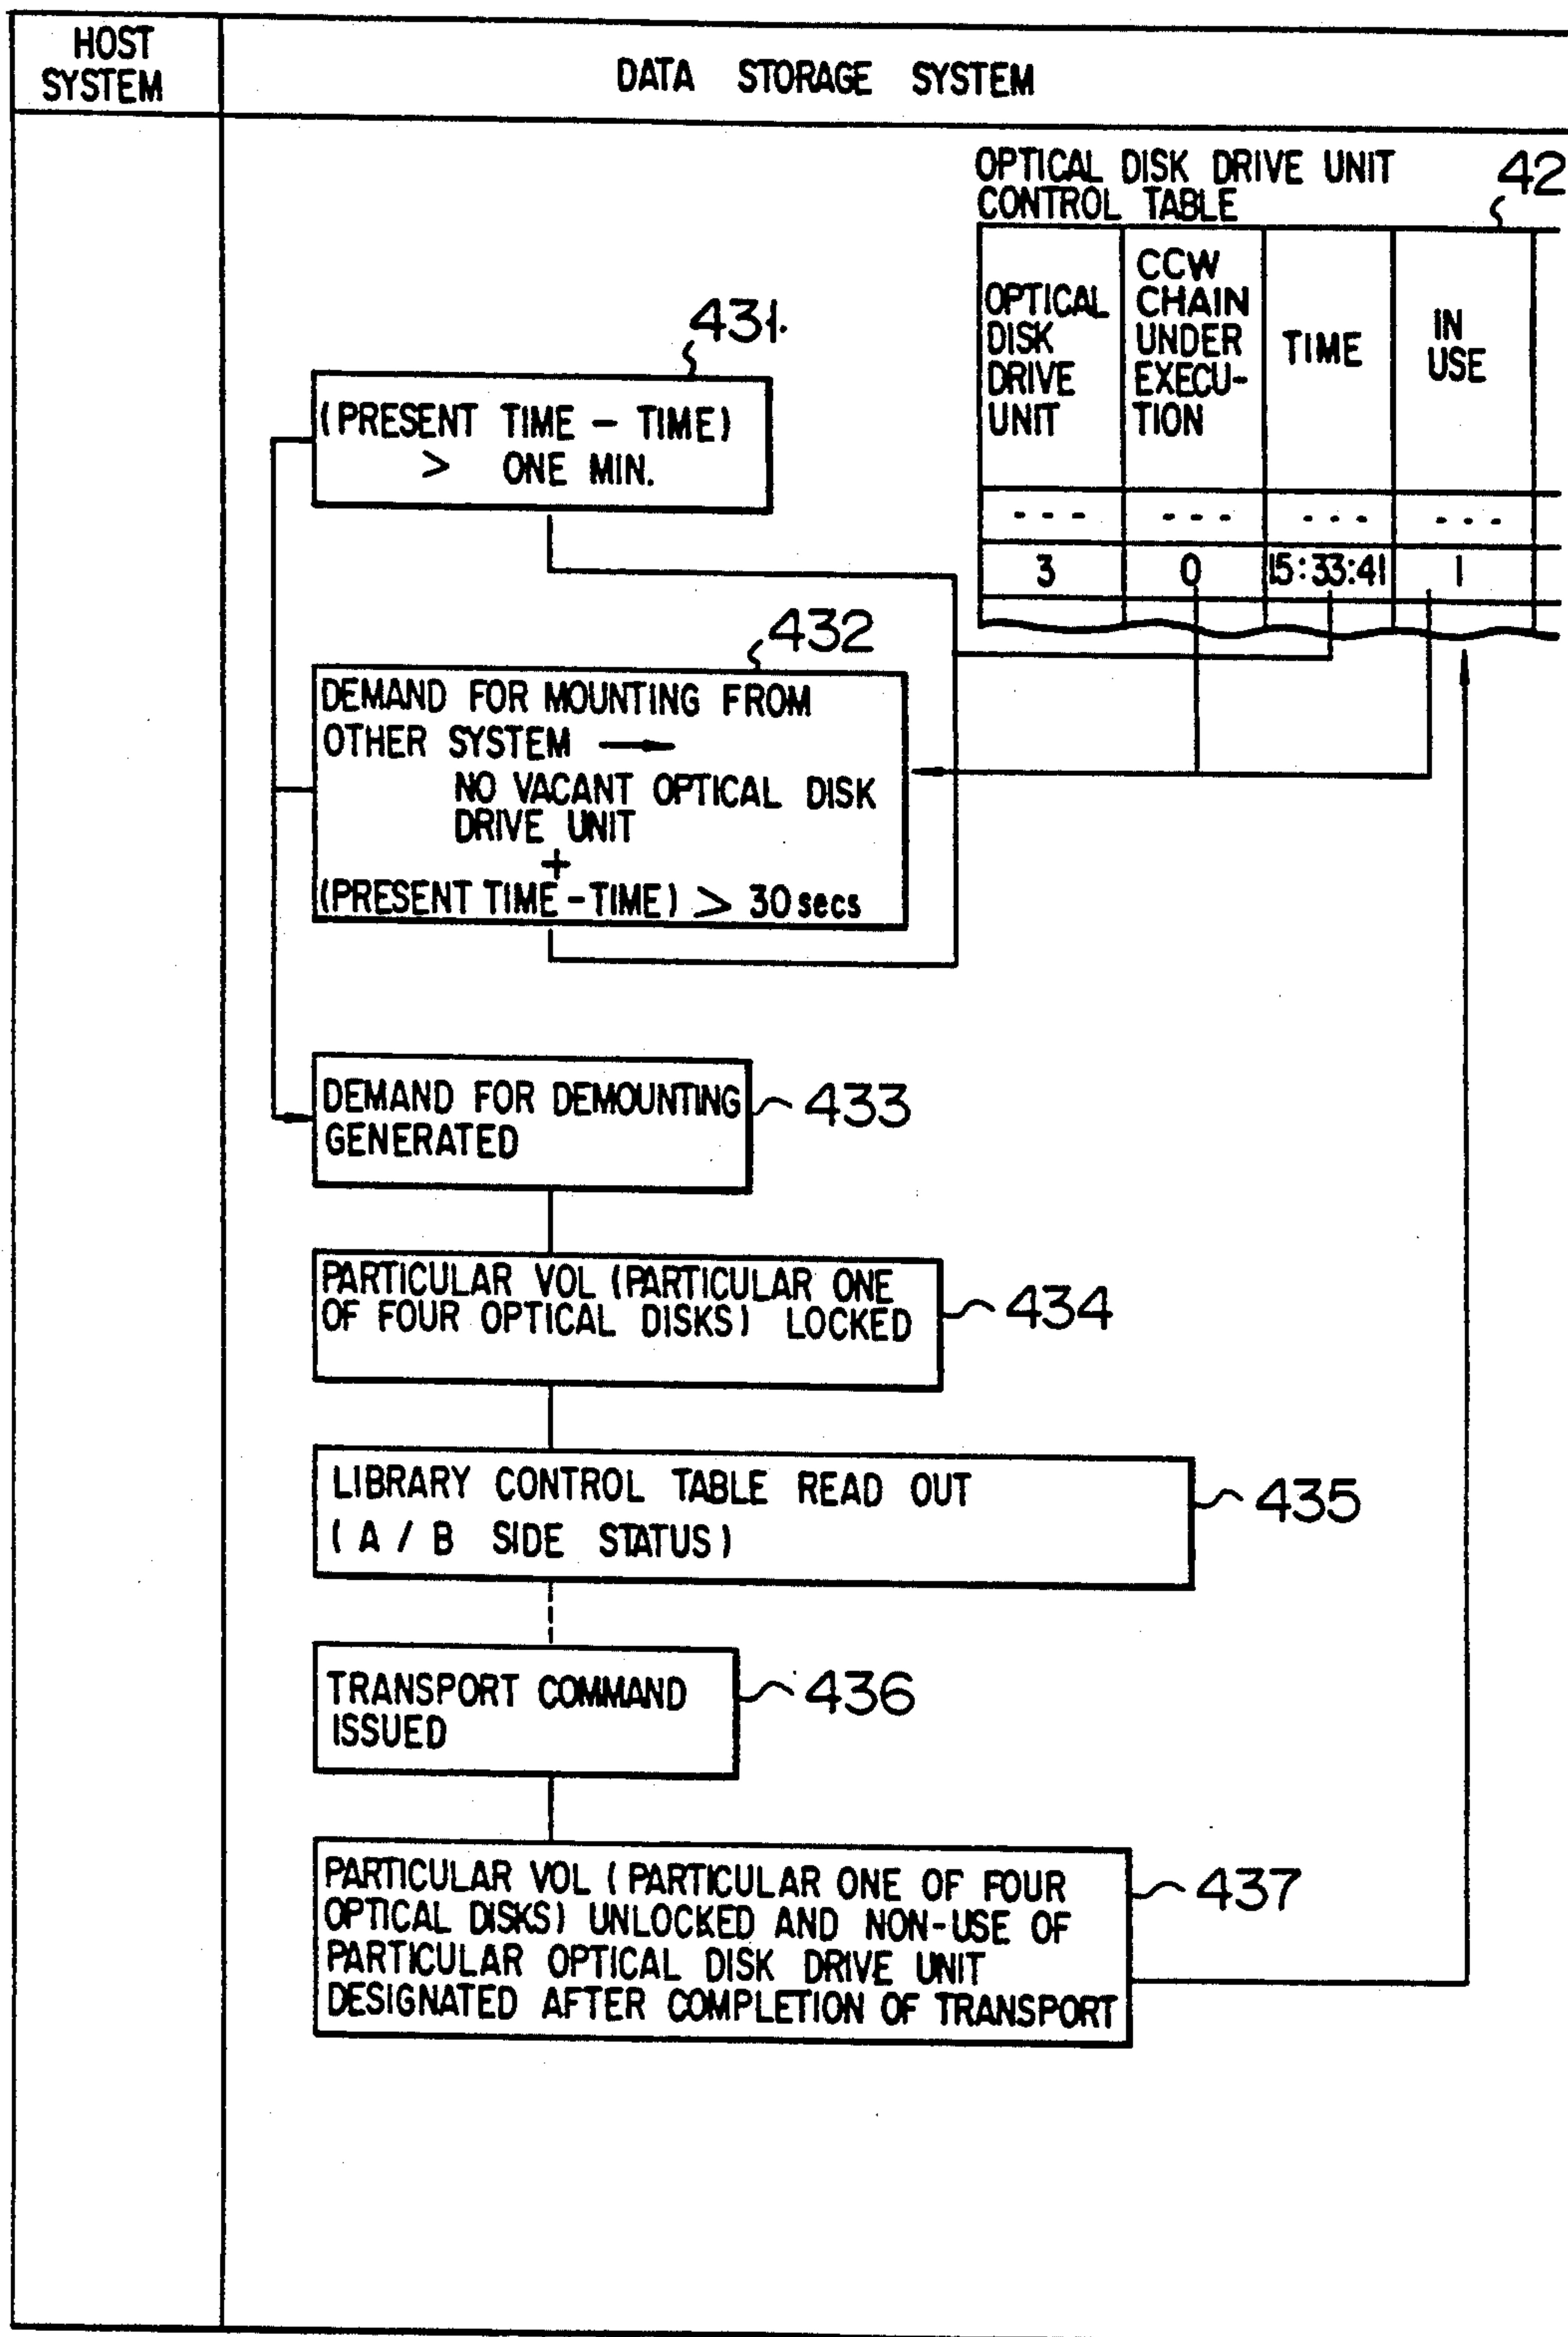 HOST
SYSTEM
DATA STORAGE SYSTEM
OPTICAL DISK DRIVE UNIT
CONTROL TABLE
42
OPTICAL
DISK
DRIVE
UNIT
CCW
CHAIN
UNDER
EXECU-
TION
TIME
IN
USE
--- --- --- ---
3 0 15:33:41 1
431
(PRESENT TIME - TIME)
> ONE MIN.
432
DEMAND FOR MOUNTING FROM
OTHER SYSTEM →
NO VACANT OPTICAL DISK
DRIVE UNIT
+
(PRESENT TIME - TIME) > 30 secs
DEMAND FOR DEMOUNTING
GENERATED
433
PARTICULAR VOL (PARTICULAR ONE
OF FOUR OPTICAL DISKS) LOCKED
434
LIBRARY CONTROL TABLE READ OUT
(A / B SIDE STATUS)
435
TRANSPORT COMMAND
ISSUED
436
PARTICULAR VOL (PARTICULAR ONE OF FOUR
OPTICAL DISKS) UNLOCKED AND NON-USE OF
PARTICULAR OPTICAL DISK DRIVE UNIT
DESIGNATED AFTER COMPLETION OF TRANSPORT
437